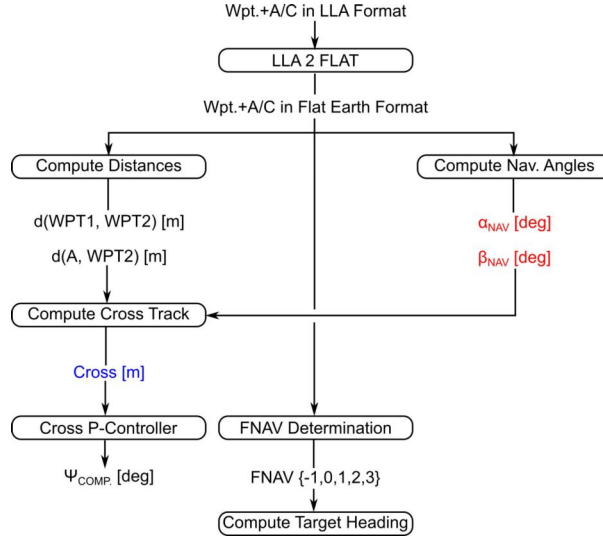 Wpt.+A/C in LLA Format
LLA 2 FLAT
Wpt.+A/C in Flat Earth Format
Compute Distances
Compute Nav. Angles
d(WPT1, WPT2) [m]
α_NAV [deg]
d(A, WPT2) [m]
β_NAV [deg]
Compute Cross Track
Cross [m]
Cross P-Controller
FNAV Determination
Ψ_COMP. [deg]
FNAV {-1,0,1,2,3}
Compute Target Heading